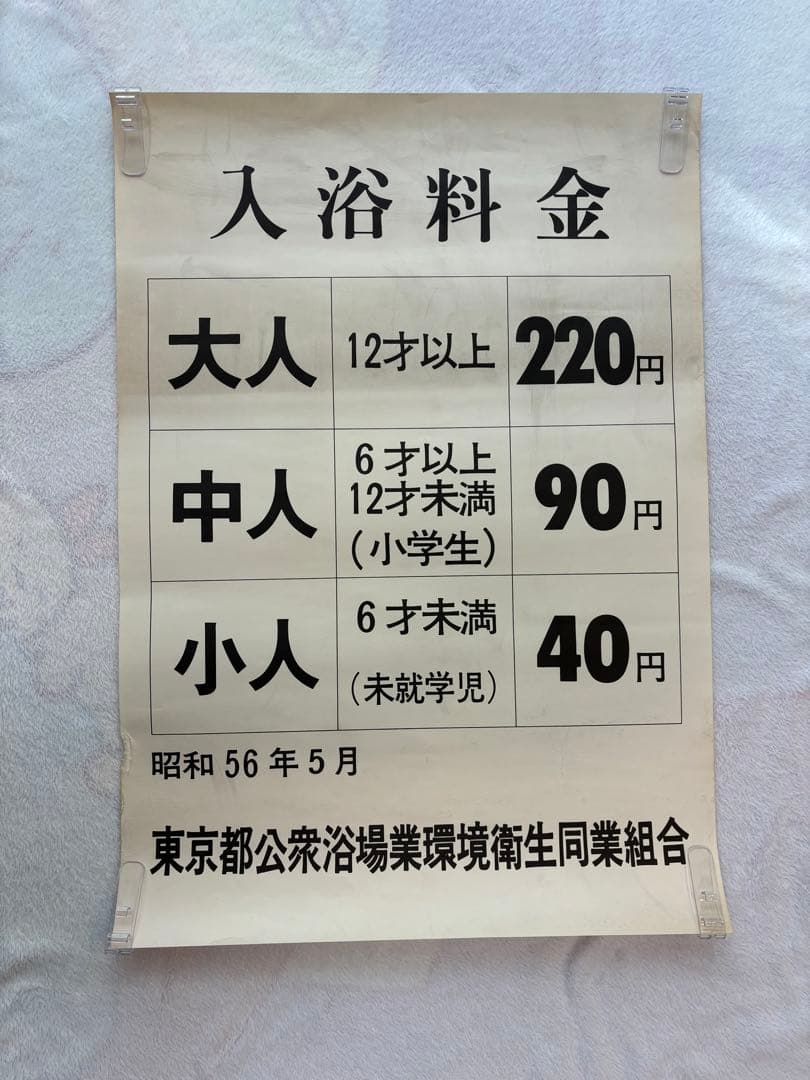 入浴料金
大人 12才以上 220円
中人 6才以上 12才未満 (小学生) 90円
小人 6才未満 (未就学児) 40円
昭和56年5月
東京都公衆浴場業環境衛生同業組合